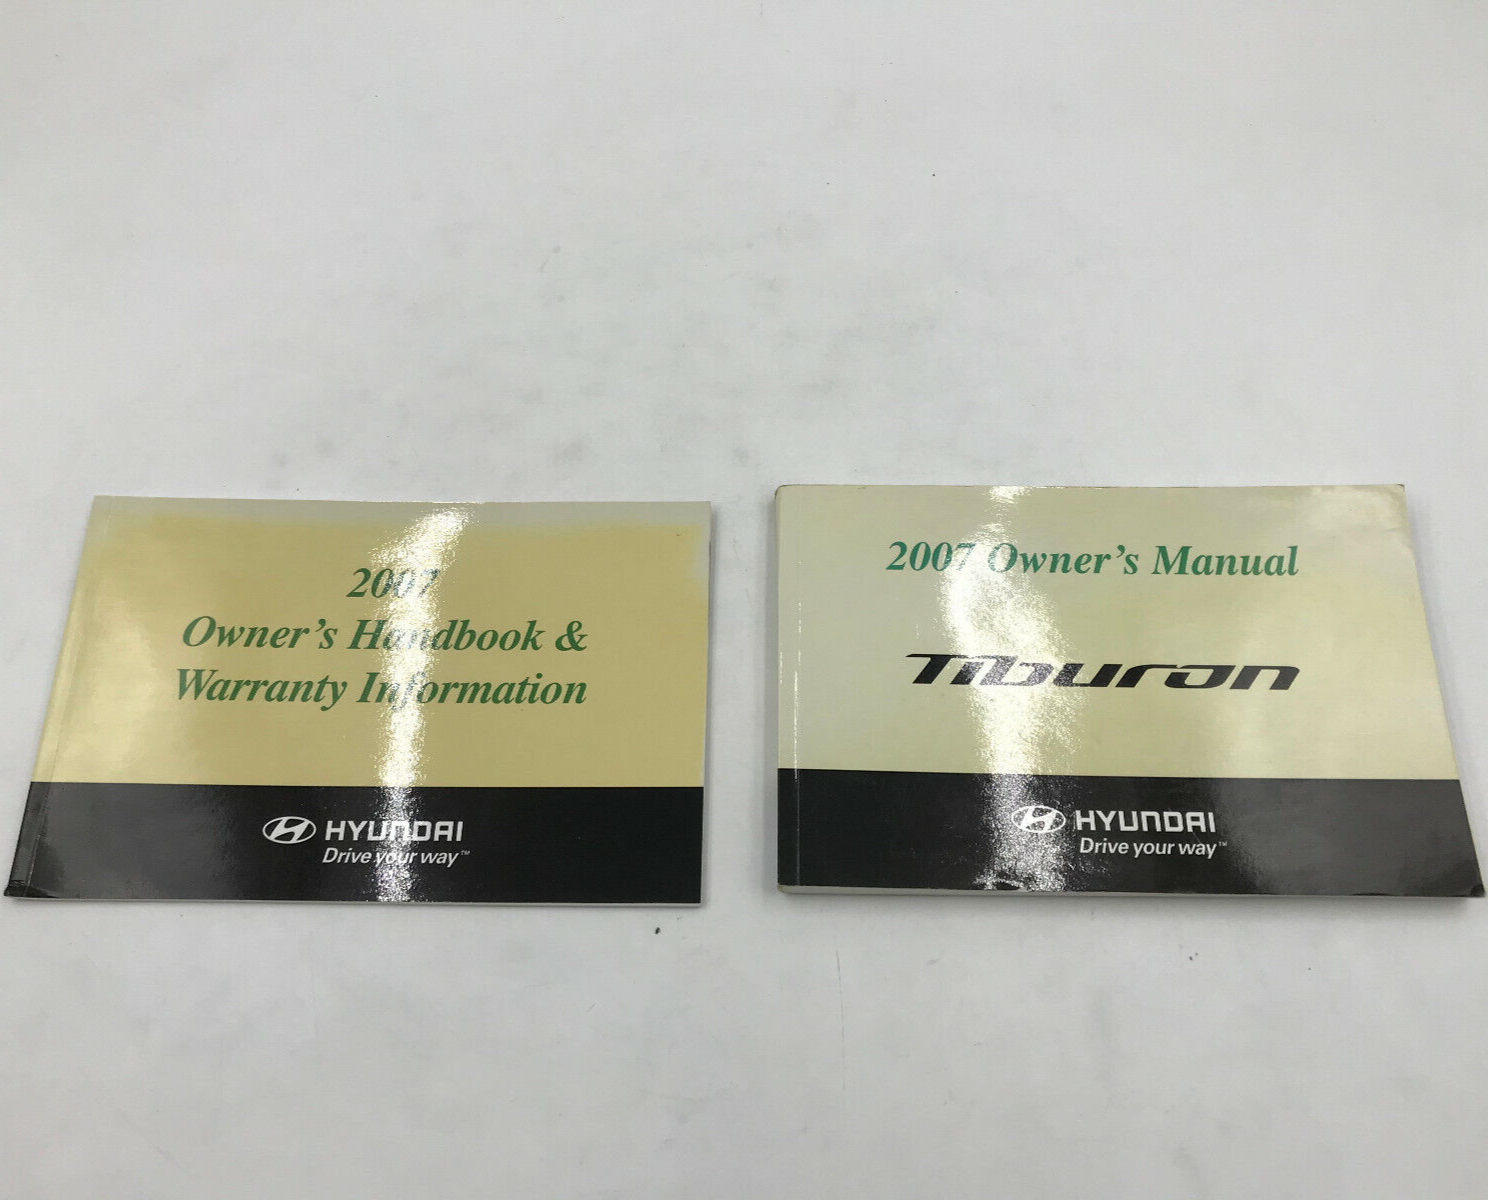 2007
Owner's Handbook &
Warranty Information
HYUNDAI
Drive your way™
2007 Owner's Manual
Tiburon
HYUNDAI
Drive your way™